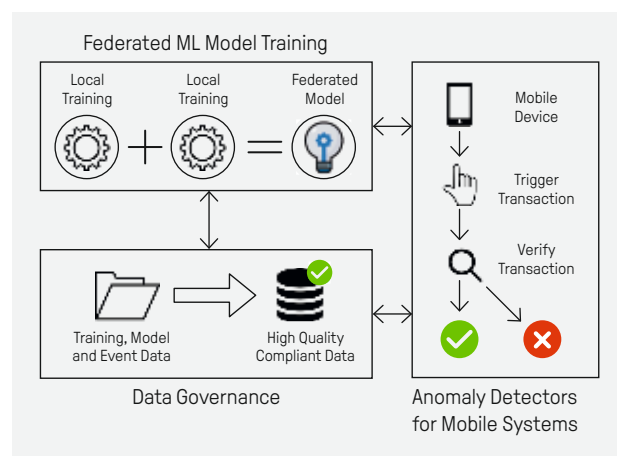 Federated ML Model Training
Local
Training
Local
Training
Federated
Model
Mobile
Device
Trigger
Transaction
Verify
Transaction
Training, Model
and Event Data
High Quality
Compliant Data
Data Governance
Anomaly Detectors
for Mobile Systems